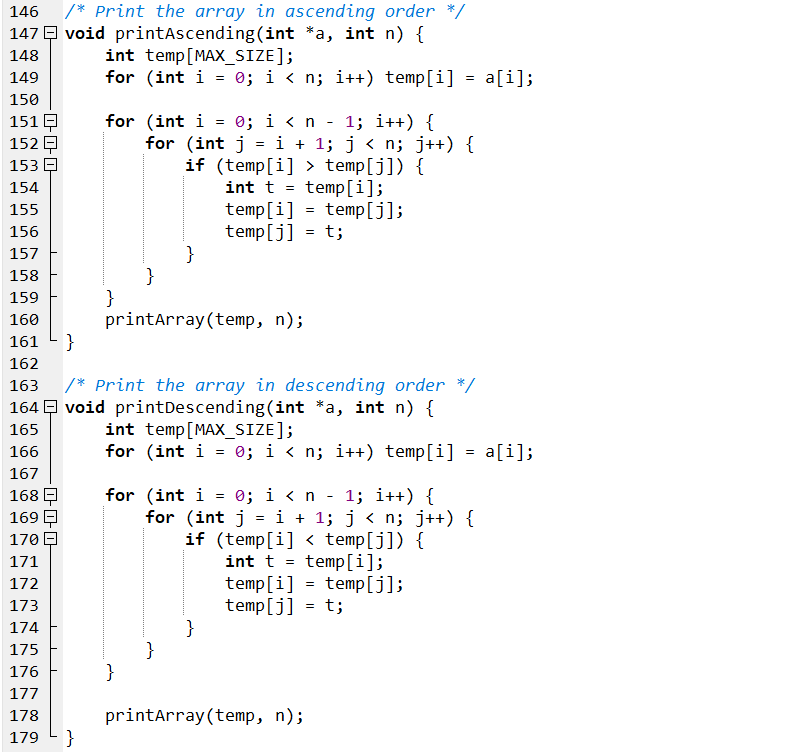 146 /* Print the array in ascending order */
147 void printAscending(int *a, int n) {
148     int temp[MAX_SIZE];
149     for (int i = 0; i < n; i++) temp[i] = a[i];
150
151     for (int i = 0; i < n - 1; i++) {
152         for (int j = i + 1; j < n; j++) {
153             if (temp[i] > temp[j]) {
154                 int t = temp[i];
155                 temp[i] = temp[j];
156                 temp[j] = t;
157             }
158         }
159     }
160     printArray(temp, n);
161 }
162
163 /* Print the array in descending order */
164 void printDescending(int *a, int n) {
165     int temp[MAX_SIZE];
166     for (int i = 0; i < n; i++) temp[i] = a[i];
167
168     for (int i = 0; i < n - 1; i++) {
169         for (int j = i + 1; j < n; j++) {
170             if (temp[i] < temp[j]) {
171                 int t = temp[i];
172                 temp[i] = temp[j];
173                 temp[j] = t;
174             }
175         }
176     }
177
178     printArray(temp, n);
179 }